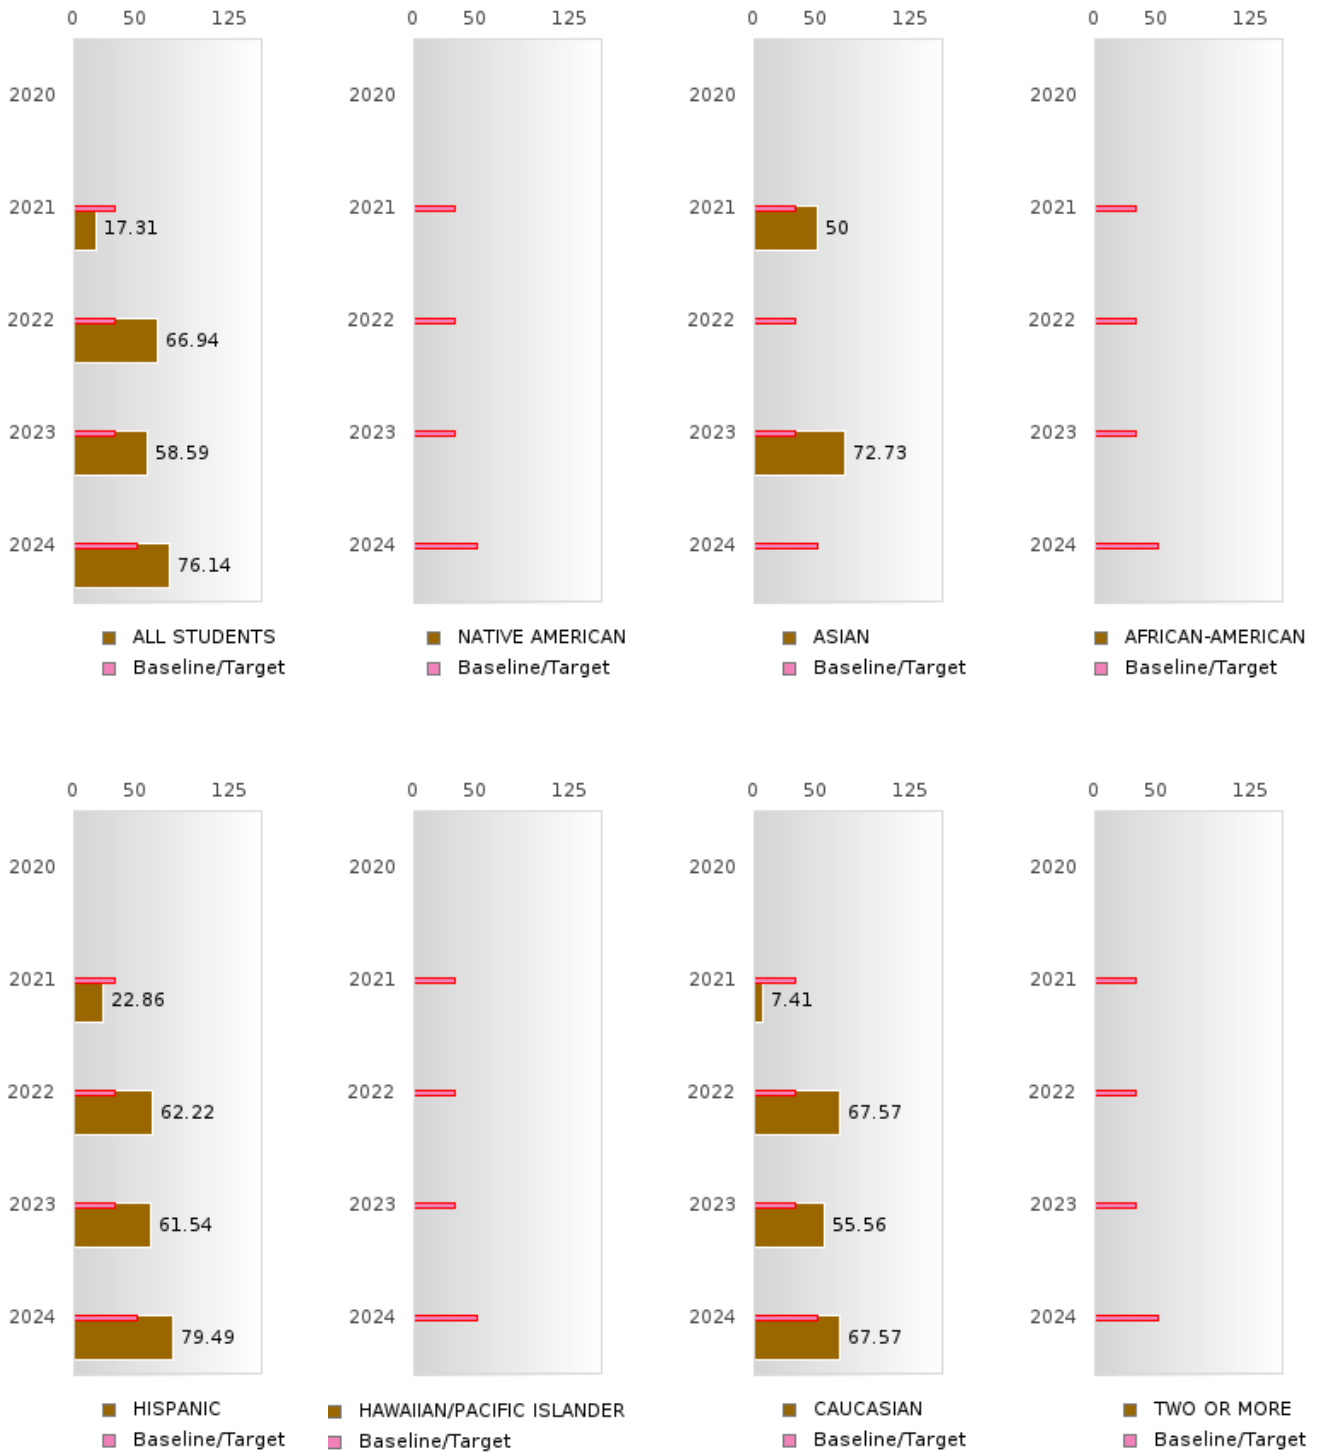 0 50 125 0 50 125 0 50 125 0 50 125
2020 2020 2020 2020
2021 2021 2021 2021
17.31 50
2022 2022 2022 2022
66.94
2023 2023 2023 2023
58.59 72.73
2024 2024 2024 2024
76.14
ALL STUDENTS NATIVE AMERICAN ASIAN AFRICAN-AMERICAN
Baseline/Target Baseline/Target Baseline/Target Baseline/Target
0 50 125 0 50 125 0 50 125 0 50 125
2020 2020 2020 2020
2021 2021 2021 2021
22.86 7.41
2022 2022 2022 2022
62.22 67.57
2023 2023 2023 2023
61.54 55.56
2024 2024 2024 2024
79.49 67.57
HISPANIC HAWAIIAN/PACIFIC ISLANDER CAUCASIAN TWO OR MORE
Baseline/Target Baseline/Target Baseline/Target Baseline/Target